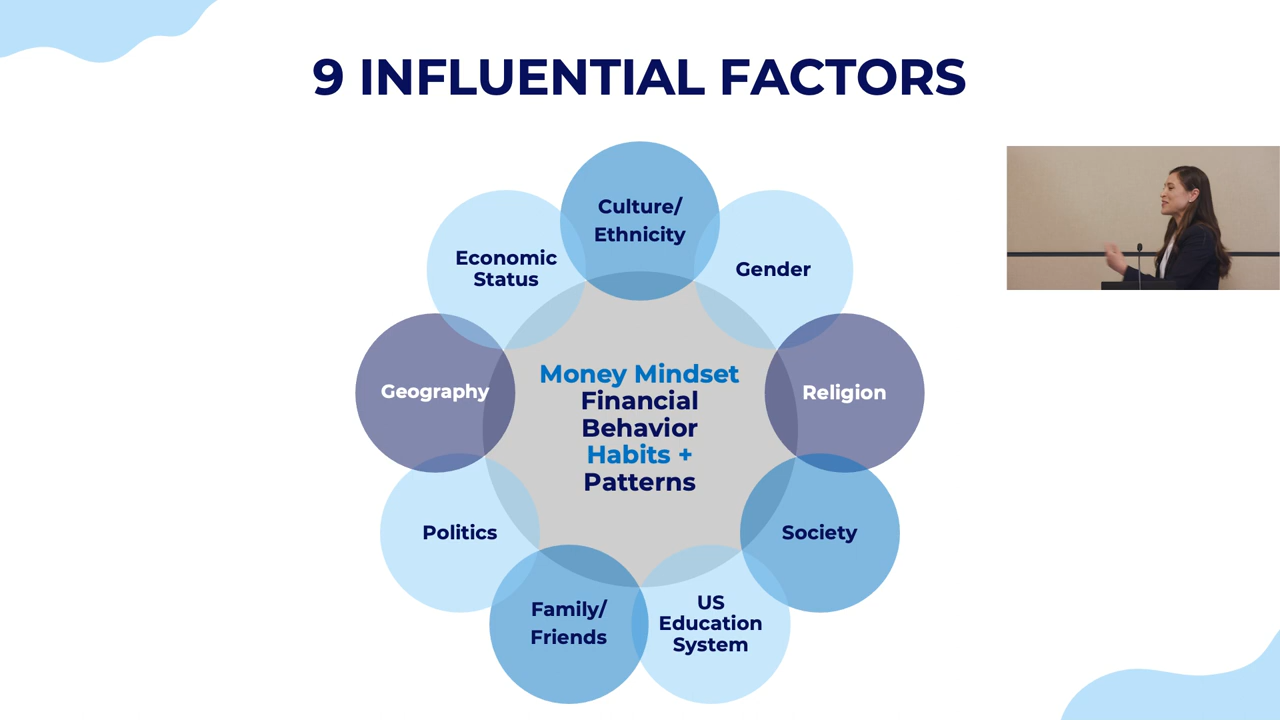 9 INFLUENTIAL FACTORS
Culture/
Ethnicity
Gender
Religion
Society
US
Education
System
Family/
Friends
Politics
Geography
Economic
Status
Money Mindset
Financial
Behavior
Habits +
Patterns